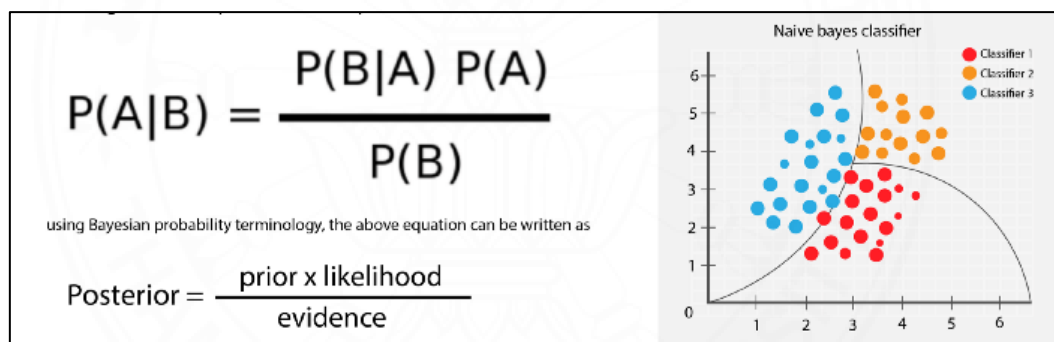 P(A|B) = P(B|A) P(A)
P(B)
using Bayesian probability terminology, the above equation can be written as
Posterior = prior x likelihood
evidence
Naive bayes classifier
Classifier 1
Classifier 2
Classifier 3
6
5
4
3
2
1
0
1 2 3 4 5 6